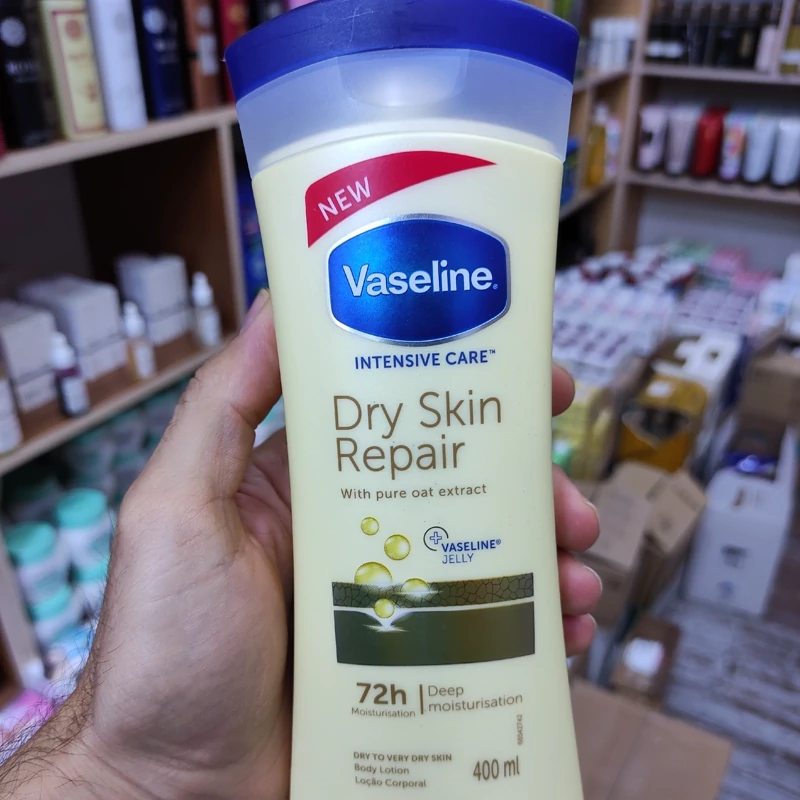 NEW
Vaseline®
INTENSIVE CARE™
Dry Skin
Repair
With pure oat extract
VASELINE®
JELLY
72h
Moisturisation
Deep
moisturisation
DRY TO VERY DRY SKIN
Body Lotion
Loção Corporal
400 ml